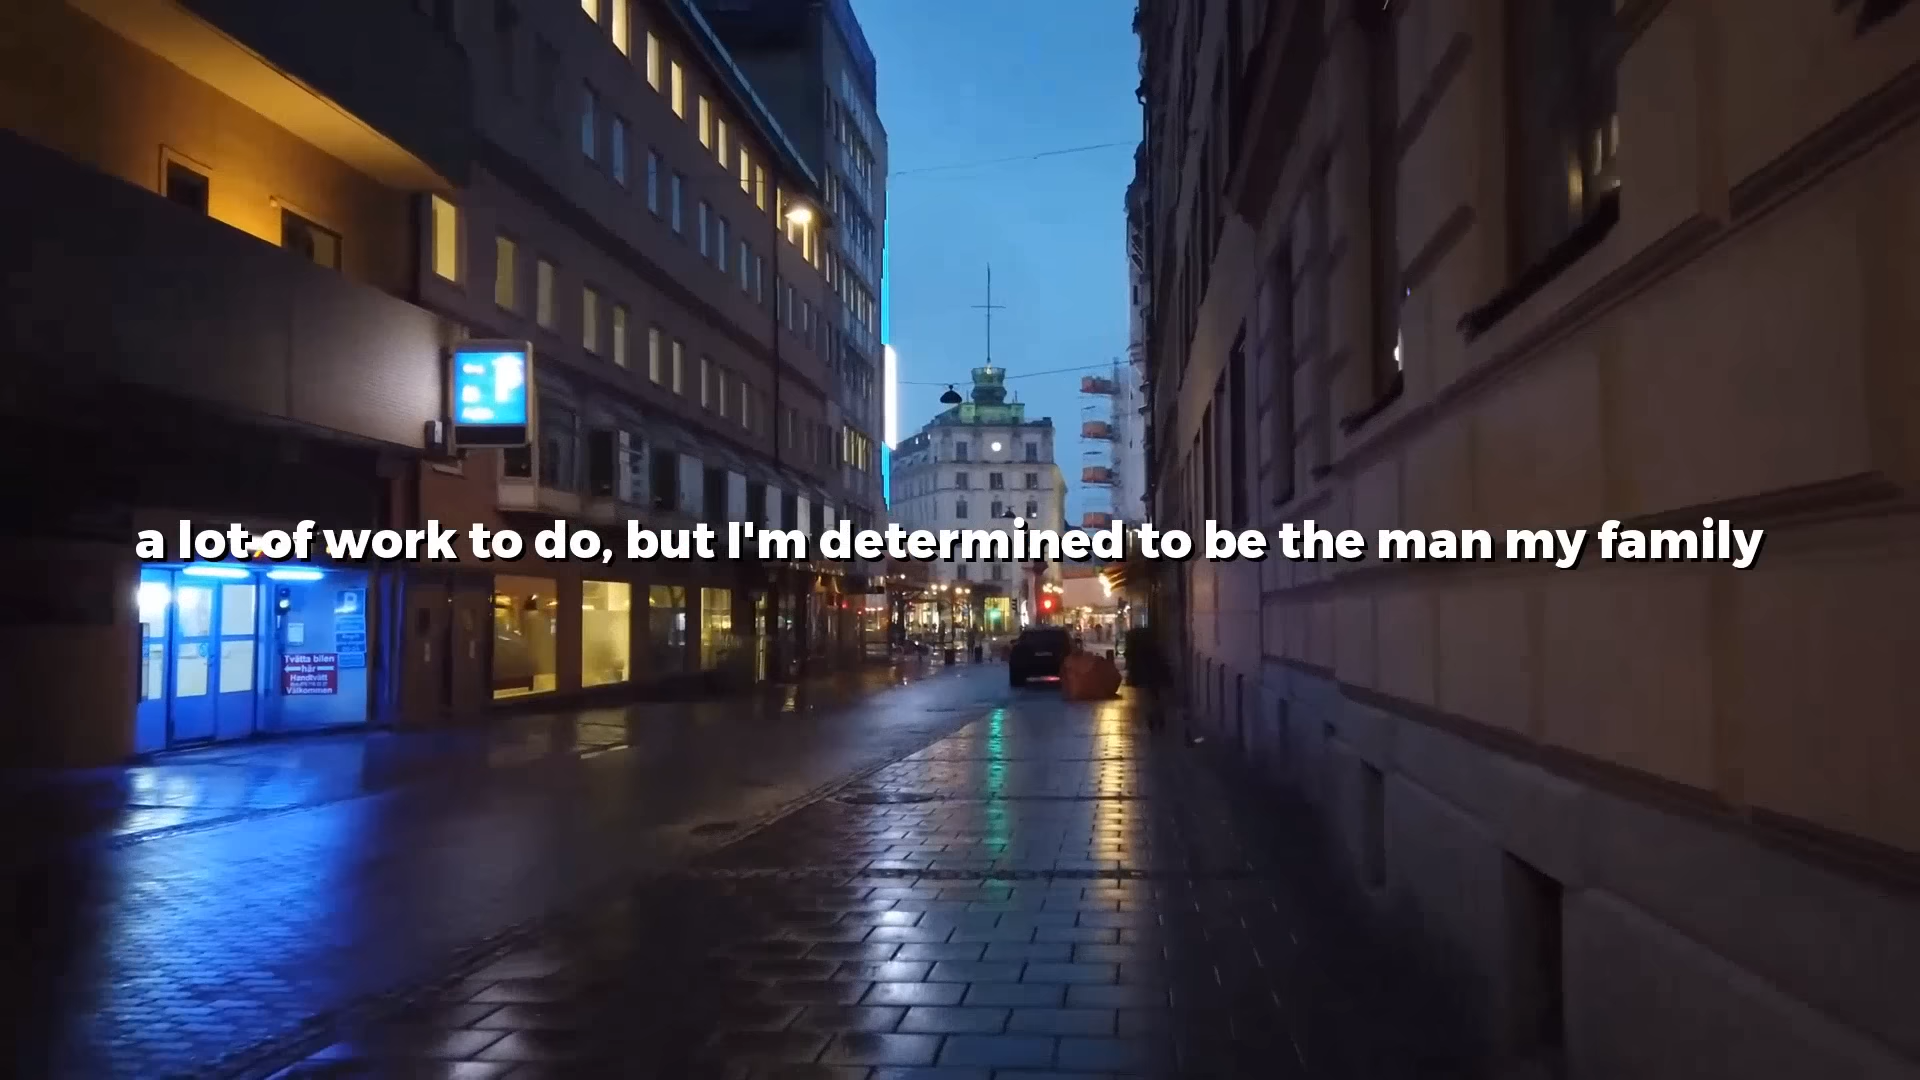 P
a lot of work to do, but I'm determined to be the man my family
P
Tvätta bilen
här
Handtvätt
Välkommen